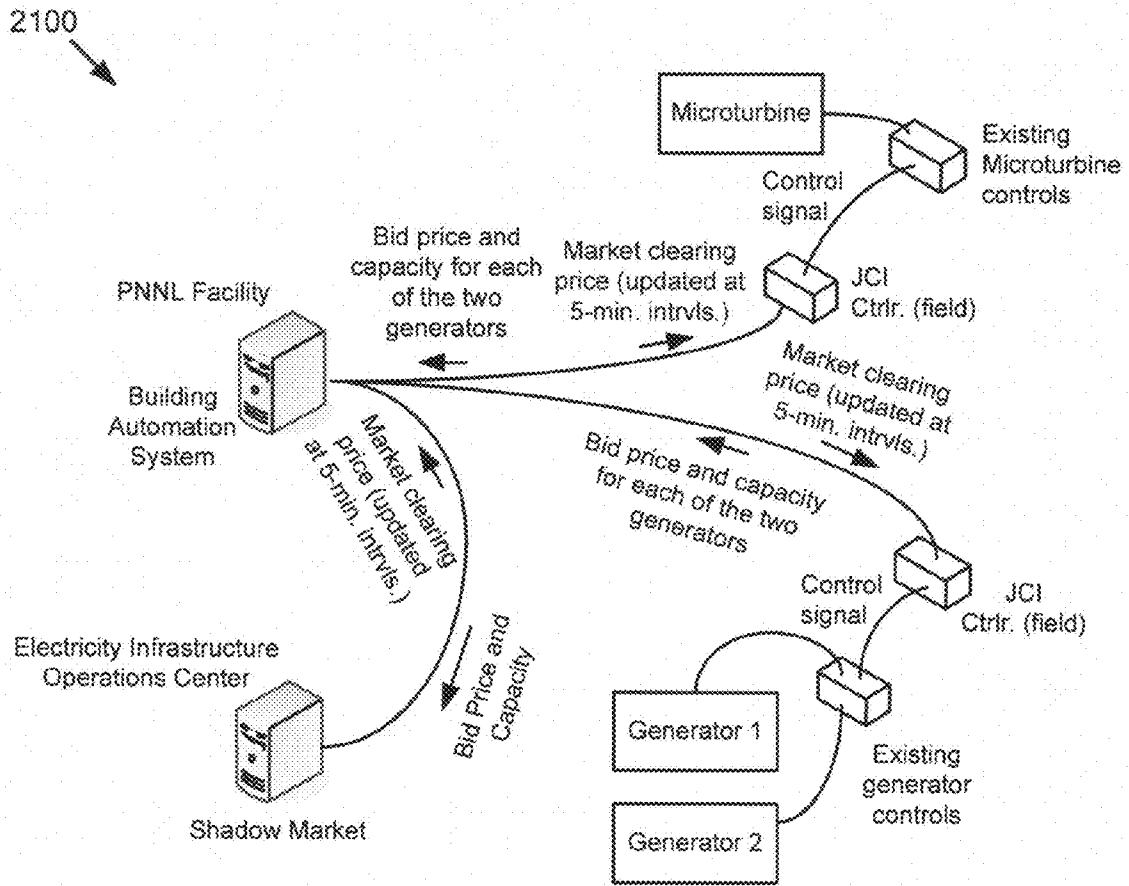 2100
Microturbine
Existing
Microturbine
controls
Control
signal
Bid price and
capacity for each
of the two
generators
Market clearing
price (updated at
5-min. intrvls.)
JCI
Ctrlr. (field)
PNNL Facility
Building
Automation
System
Market clearing
price (updated
at 5-min. intrvls.)
Market clearing
price (updated at
5-min. intrvls.)
Bid price and capacity
for each of the two
generators
Control
signal
JCI
Ctrlr. (field)
Electricity Infrastructure
Operations Center
Bid Price and
Capacity
Shadow Market
Generator 1
Existing
generator
controls
Generator 2